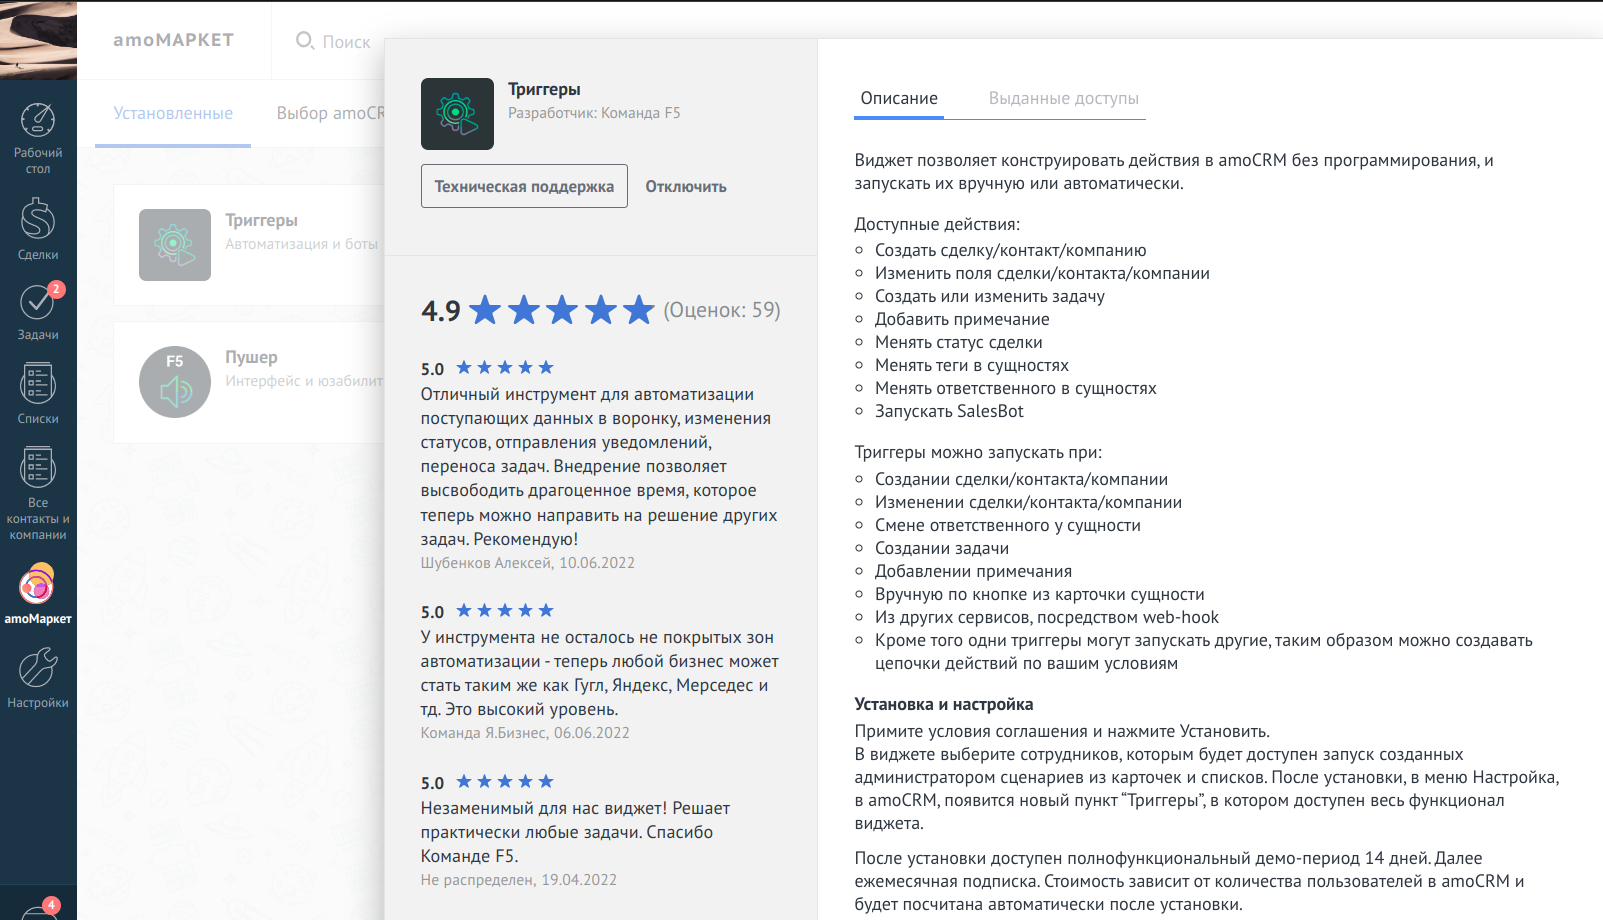 amoМАРКЕТ
Поиск
Установленные
Выбор amoCR
Рабочий
стол
Сделки
2
Задачи
Списки
Все
контакты и
компании
amoМаркет
Настройки
4
Триггеры
Автоматизация и боты
F5
Пушер
Интерфейс и юзабилит
Триггеры
Разработчик: Команда F5
Техническая поддержка
Отключить
4.9
(Оценок: 59)
5.0
Отличный инструмент для автоматизации
поступающих данных в воронку, изменения
статусов, отправления уведомлений,
переноса задач. Внедрение позволяет
высвободить драгоценное время, которое
теперь можно направить на решение других
задач. Рекомендую!
Шубенков Алексей, 10.06.2022
5.0
У инструмента не осталось не покрытых зон
автоматизации - теперь любой бизнес может
стать таким же как Гугл, Яндекс, Мерседес и
тд. Это высокий уровень.
Команда Я.Бизнес, 06.06.2022
5.0
Незаменимый для нас виджет! Решает
практически любые задачи. Спасибо
Команде F5.
Не распределен, 19.04.2022
Описание
Выданные доступы
Виджет позволяет конструировать действия в amoCRM без программирования, и
запускать их вручную или автоматически.
Доступные действия:
Создать сделку/контакт/компанию
Изменить поля сделки/контакта/компании
Создать или изменить задачу
Добавить примечание
Менять статус сделки
Менять теги в сущностях
Менять ответственного в сущностях
Запускать SalesBot
Триггеры можно запускать при:
Создании сделки/контакта/компании
Изменении сделки/контакта/компании
Смене ответственного у сущности
Создании задачи
Добавлении примечания
Вручную по кнопке из карточки сущности
Из других сервисов, посредством web-hook
Кроме того одни триггеры могут запускать другие, таким образом можно создавать
цепочки действий по вашим условиям
Установка и настройка
Примите условия соглашения и нажмите Установить.
В виджете выберите сотрудников, которым будет доступен запуск созданных
администратором сценариев из карточек и списков. После установки, в меню Настройка,
в amoCRM, появится новый пункт “Триггеры”, в котором доступен весь функционал
виджета.
После установки доступен полнофункциональный демо-период 14 дней. Далее
ежемесячная подписка. Стоимость зависит от количества пользователей в amoCRM и
будет посчитана автоматически после установки.